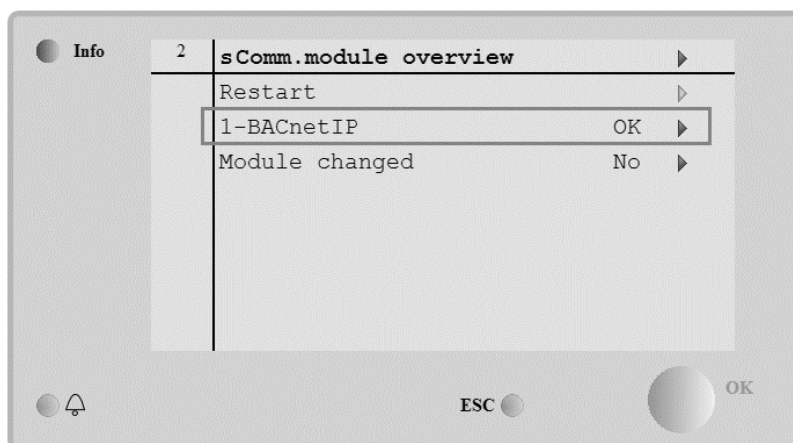 Info
2 sComm.module overview
Restart
1-BACnetIP OK
Module changed No
ESC
OK